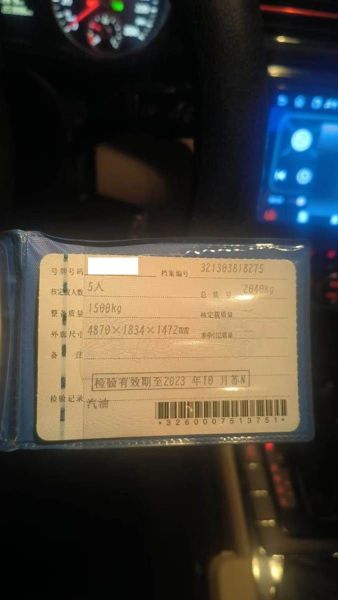 号牌号码 档案编号 321303818275
核定载人数 5人 总质量 2040kg
整备质量 1500kg 核定载质量
外廓尺寸 4870×1834×1472mm 准牵引总质量
备注
检验有效期至2023年10月苏N
检验记录 汽油
*3260007513751*